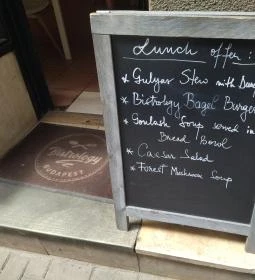 Lunch offer :
* Gulyas Stew with
* Bistrology Bagel Burger
* Goulash Soup served in
Bread Bowl
* Caesar Salad
* Forest Mushroom Soup
Bistrology
BUDAPEST